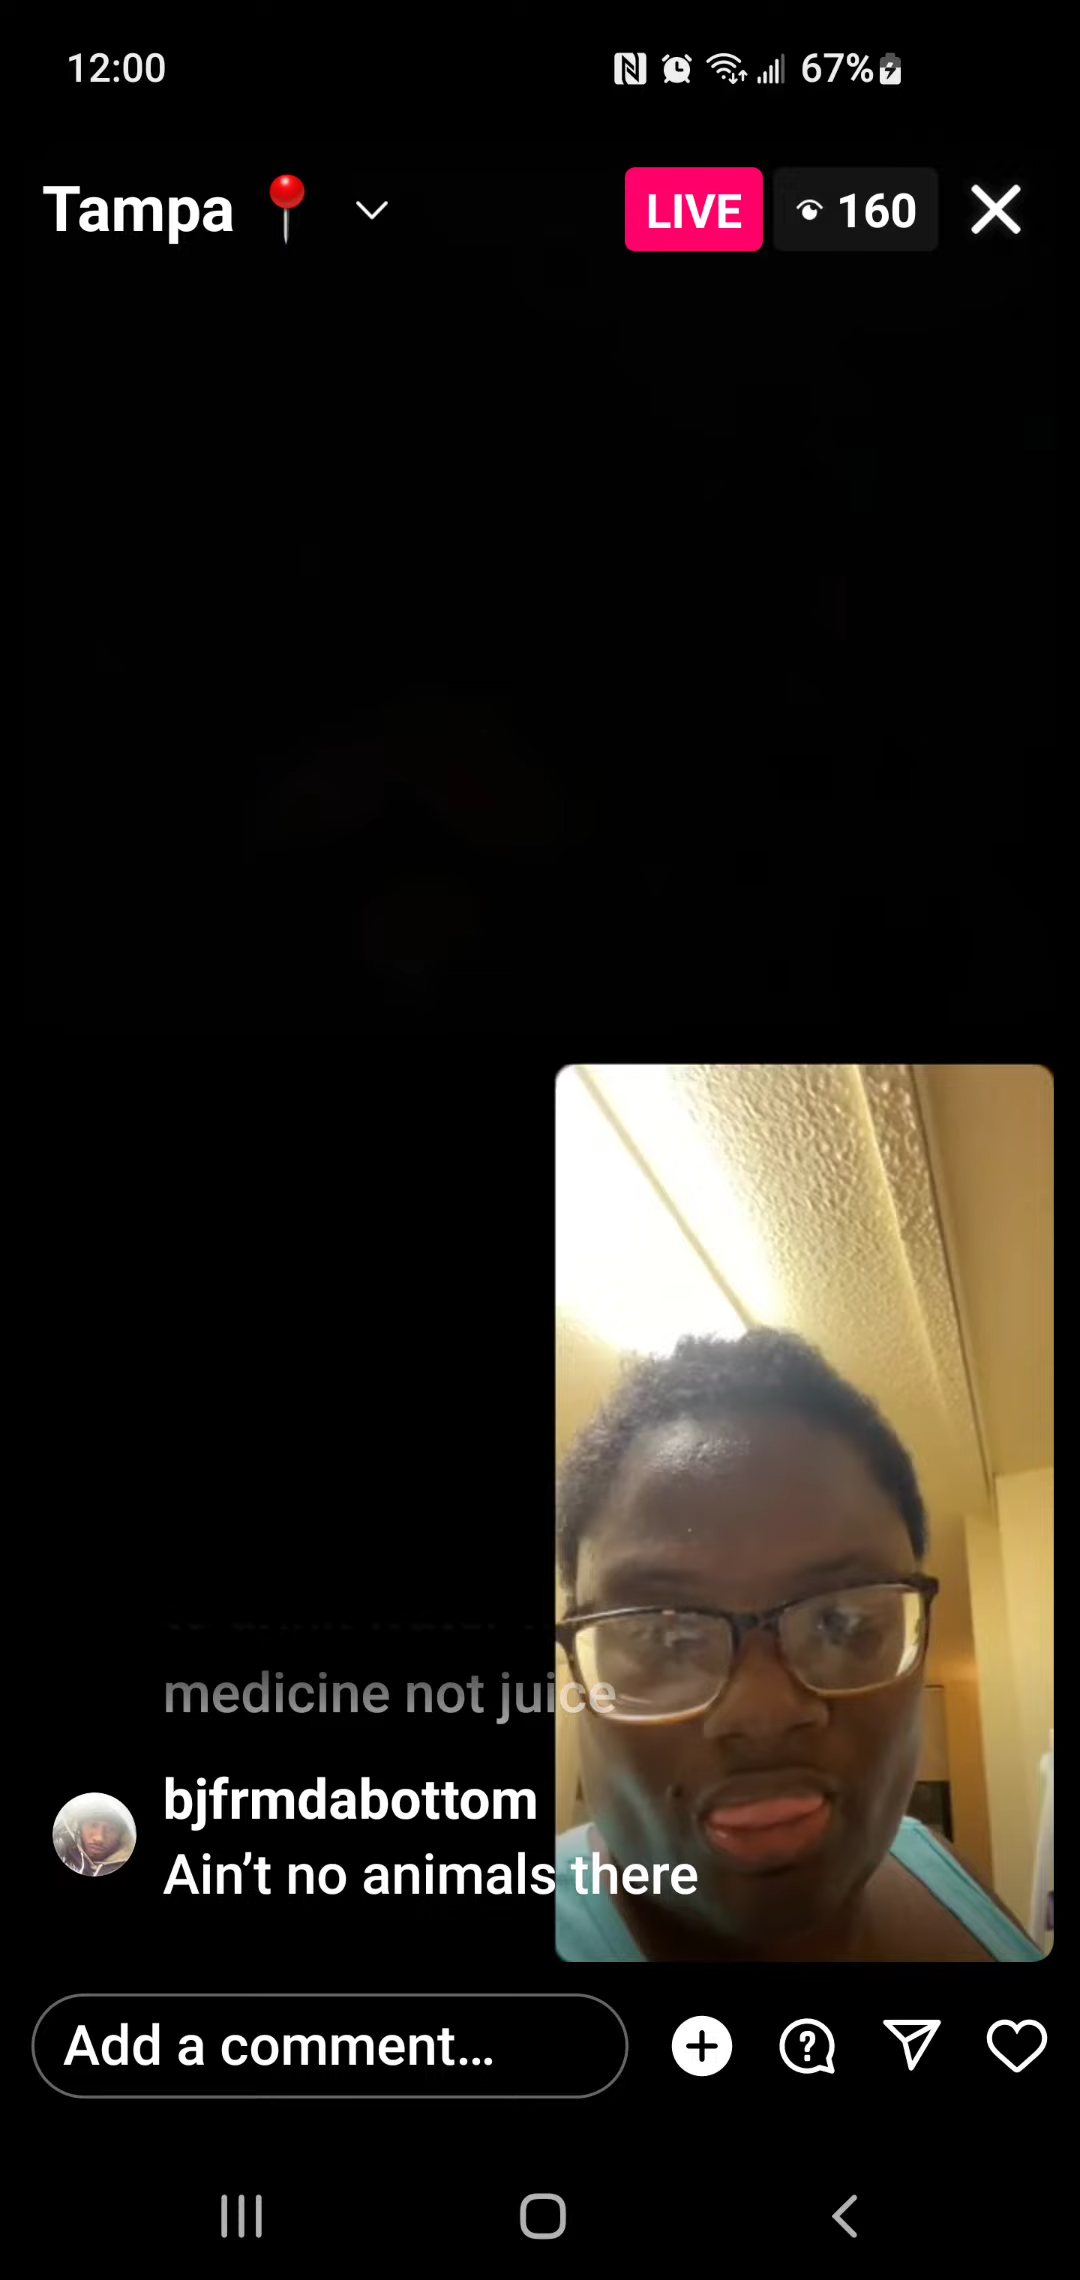 12:00 67%
Tampa 📍 LIVE 160
medicine not juice
bjfrmdabottom
Ain’t no animals there
Add a comment...